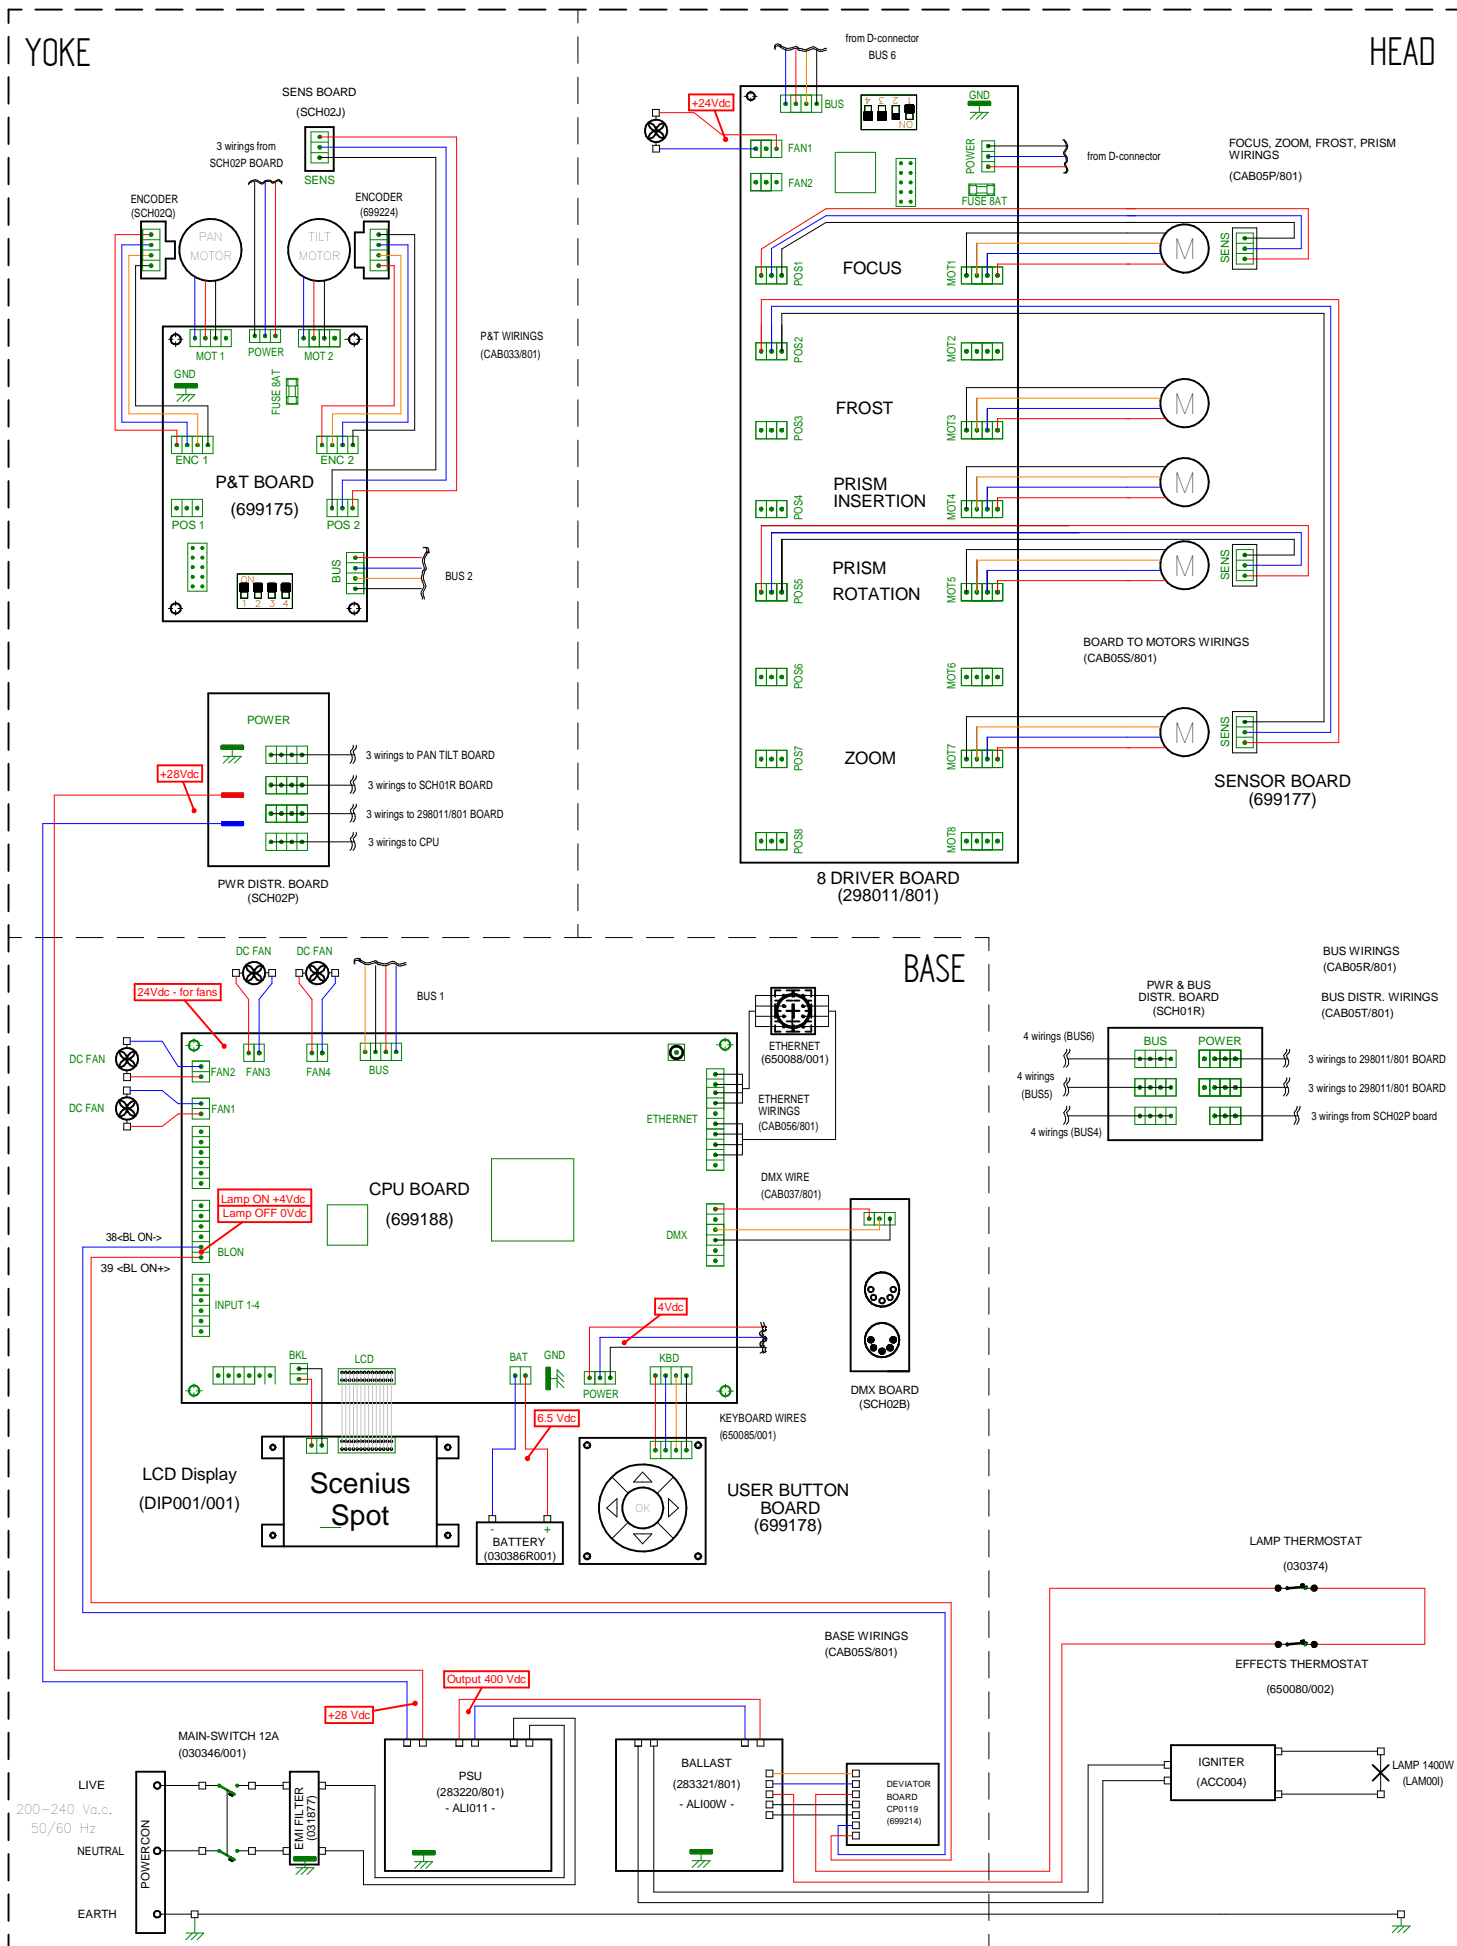 YOKE
HEAD
SENS BOARD
(SCH02J)
3 wirings from
SCH02P BOARD
SENS
ENCODER
(SCH02Q)
ENCODER
(699224)
PAN
MOTOR
TILT
MOTOR
MOT 1
POWER
MOT 2
GND
FUSE 8AT
P&T WIRINGS
(CAB033/801)
ENC 1
ENC 2
P&T BOARD
(699175)
POS 1
POS 2
BUS
BUS 2
ON
1 2 3 4
POWER
+28Vdc
3 wirings to PAN TILT BOARD
3 wirings to SCH01R BOARD
3 wirings to 298011/801 BOARD
3 wirings to CPU
PWR DISTR. BOARD
(SCH02P)
from D-connector
BUS 6
BUS
+24Vdc
4 3 2 1
ON
GND
FAN1
FAN2
POWER
FUSE 8AT
from D-connector
FOCUS, ZOOM, FROST, PRISM
WIRINGS
(CAB05P/801)
POS1
FOCUS
MOT1
M
SENS
POS2
MOT2
POS3
FROST
MOT3
M
POS4
PRISM
INSERTION
MOT4
M
POS5
PRISM
ROTATION
MOT5
M
SENS
BOARD TO MOTORS WIRINGS
(CAB05S/801)
POS6
MOT6
POS7
ZOOM
MOT7
M
SENS
SENSOR BOARD
(699177)
POS8
MOT8
8 DRIVER BOARD
(298011/801)
BASE
DC FAN
DC FAN
24Vdc - for fans
BUS 1
DC FAN
FAN2
FAN3
FAN4
BUS
DC FAN
FAN1
ETHERNET
(650088/001)
ETHERNET
WIRINGS
(CAB056/801)
ETHERNET
CPU BOARD
(699188)
Lamp ON +4Vdc
Lamp OFF 0Vdc
38<BL ON->
BLON
39 <BL ON+>
INPUT 1-4
DMX WIRE
(CAB037/801)
DMX
4Vdc
BKL
LCD
BAT
GND
POWER
KBD
DMX BOARD
(SCH02B)
6.5 Vdc
KEYBOARD WIRES
(650085/001)
LCD Display
(DIP001/001)
Scenius
Spot
- +
BATTERY
(030386R001)
OK
USER BUTTON
BOARD
(699178)
PWR & BUS
DISTR. BOARD
(SCH01R)
BUS WIRINGS
(CAB05R/801)
BUS DISTR. WIRINGS
(CAB05T/801)
4 wirings (BUS6)
BUS
POWER
3 wirings to 298011/801 BOARD
4 wirings
(BUS5)
3 wirings to 298011/801 BOARD
4 wirings (BUS4)
3 wirings from SCH02P board
LAMP THERMOSTAT
(030374)
EFFECTS THERMOSTAT
(650080/002)
BASE WIRINGS
(CAB05S/801)
Output 400 Vdc
+28 Vdc
MAIN-SWITCH 12A
(030346/001)
LIVE
200-240 Va.c.
50/60 Hz
NEUTRAL
EARTH
POWERCON
EMI FILTER
(031877)
PSU
(283220/801)
- ALI011 -
BALLAST
(283321/801)
- ALI00W -
DEVIATOR
BOARD
CP0119
(699214)
IGNITER
(ACC004)
LAMP 1400W
(LAM00I)